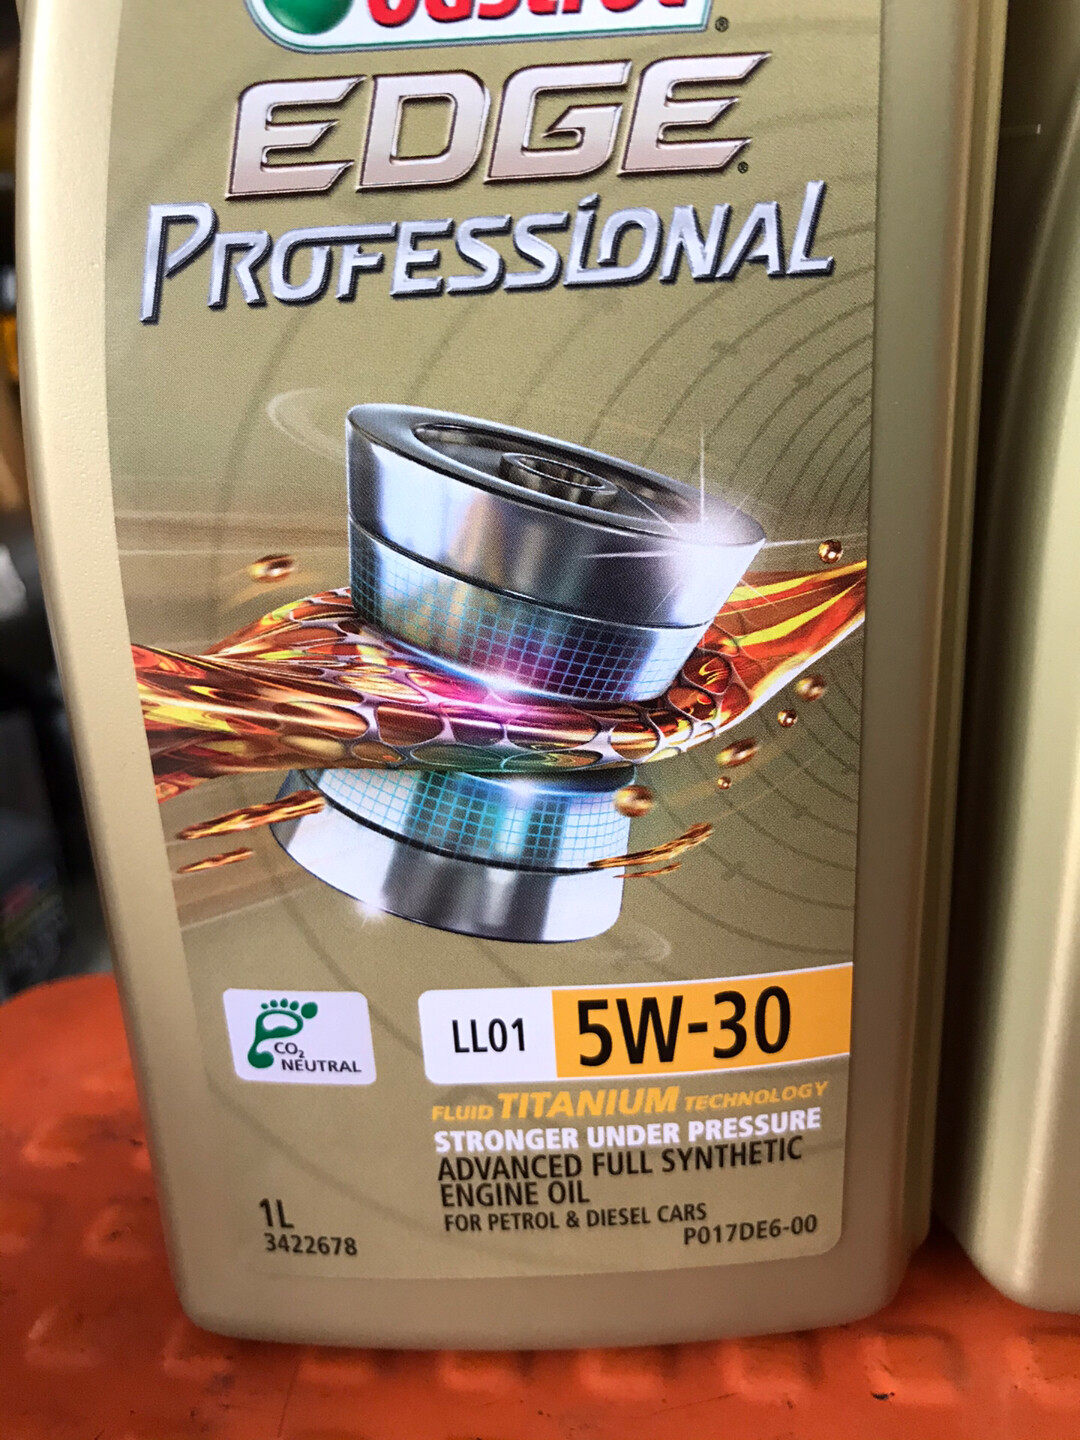 Castrol
EDGE
PROFESSIONAL
LL01 5W-30
CO2
NEUTRAL
FLUID TITANIUM TECHNOLOGY
STRONGER UNDER PRESSURE
ADVANCED FULL SYNTHETIC
ENGINE OIL
FOR PETROL & DIESEL CARS
P017DE6-00
1L
3422678